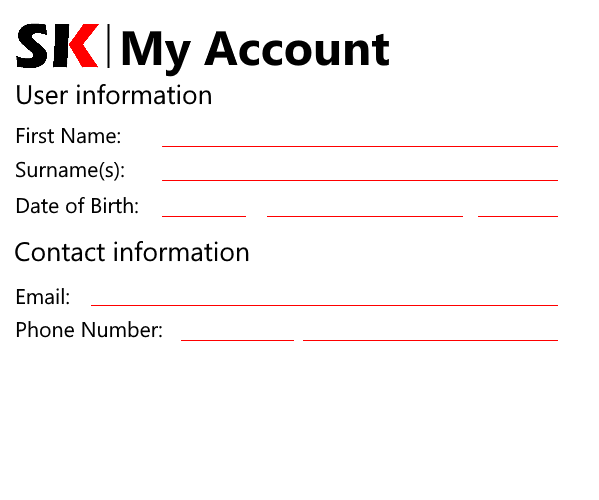 SK My Account
User information
First Name:
Surname(s):
Date of Birth:
Contact information
Email:
Phone Number: